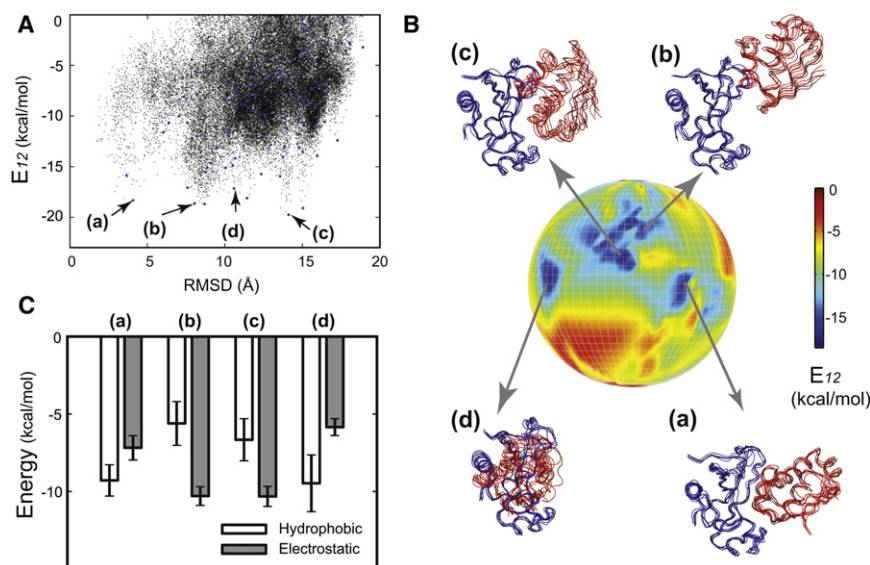 A
E12 (kcal/mol)
0
-5
-10
-15
-20
(a)
(b)
(d)
(c)
0
5
10
15
20
RMSD (Å)
B
(c)
(b)
(d)
(a)
0
-5
-10
-15
E12
(kcal/mol)
C
Energy (kcal/mol)
0
-5
-10
(a)
(b)
(c)
(d)
Hydrophobic
Electrostatic